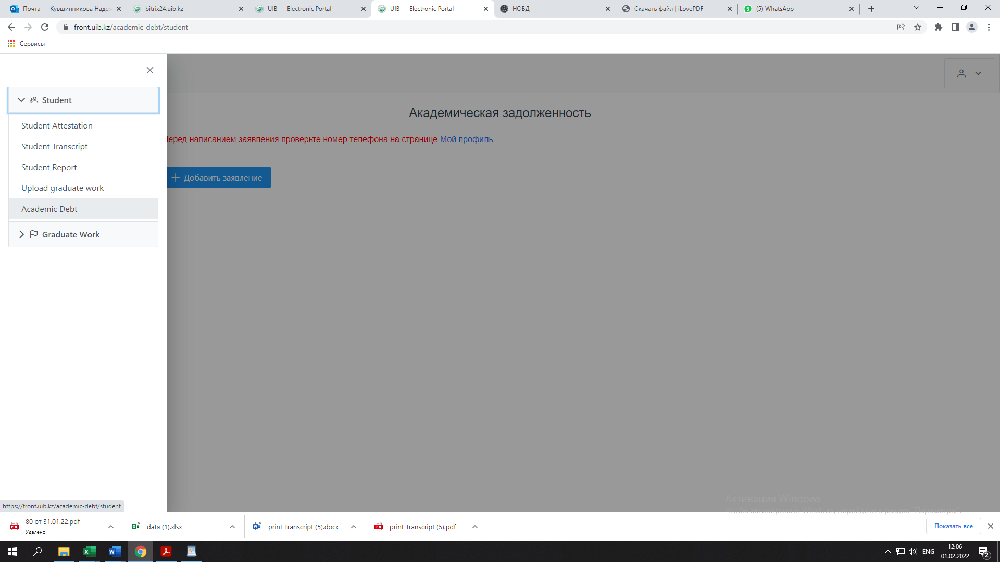 Почта — Кувшинникова Надеж
bitrix24.uib.kz
UIB — Electronic Portal
UIB — Electronic Portal
НОБД
Скачать файл | iLovePDF
(5) WhatsApp
front.uib.kz/academic-debt/student
Сервисы
Student
Student Attestation
Student Transcript
Student Report
Upload graduate work
Academic Debt
Graduate Work
Академическая задолженность
Перед написанием заявления проверьте номер телефона на странице Мой профиль
Добавить заявление
Активация Windows
Чтобы активировать Windows, перейдите в раздел "Параметры".
https://front.uib.kz/academic-debt/student
80 от 31.01.22.pdf
Удалено
data (1).xlsx
print-transcript (5).docx
print-transcript (5).pdf
Показать все
ENG
12:06
01.02.2022
2